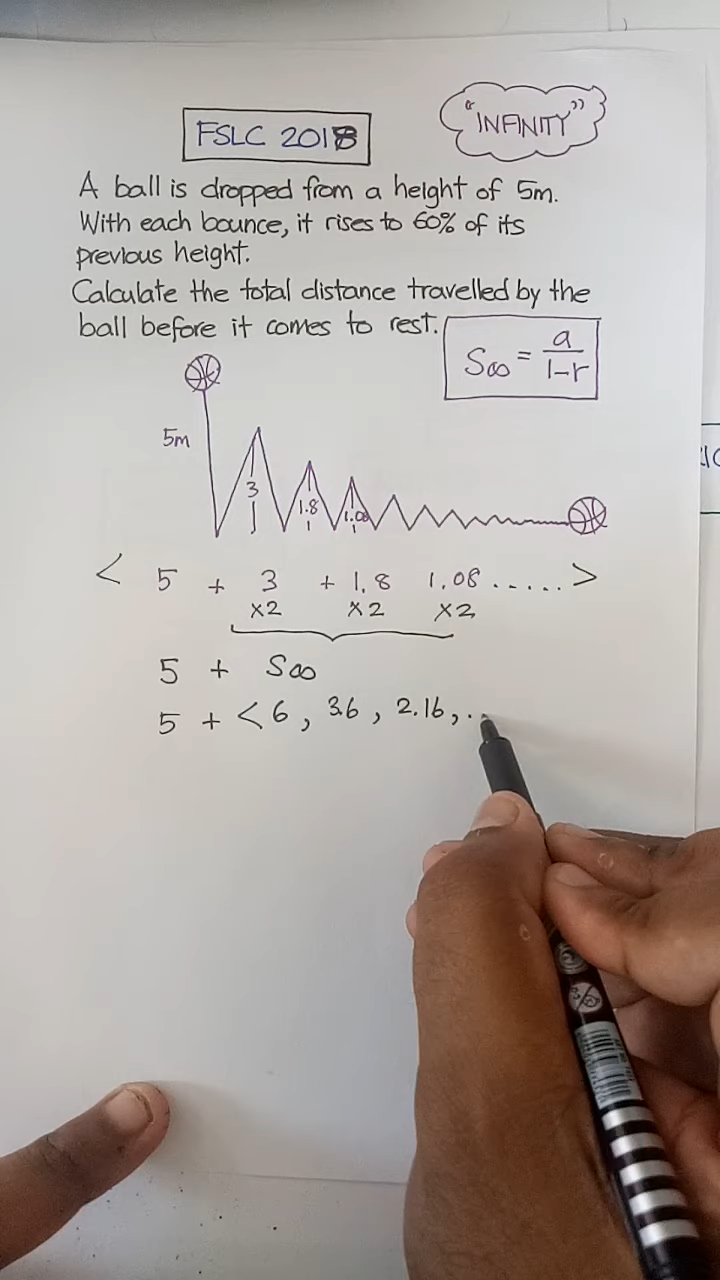 FSLC 2018
"INFINITY"
A ball is dropped from a height of 5m.
With each bounce, it rises to 60% of its
previous height.
Calculate the total distance travelled by the
ball before it comes to rest.
S∞ = a/1-r
5m
3
1.8
1.08
< 5 + 3 + 1.8 1.08 ..... >
x2 x2 x2
5 + S∞
5 + < 6, 3.6, 2.16, ..